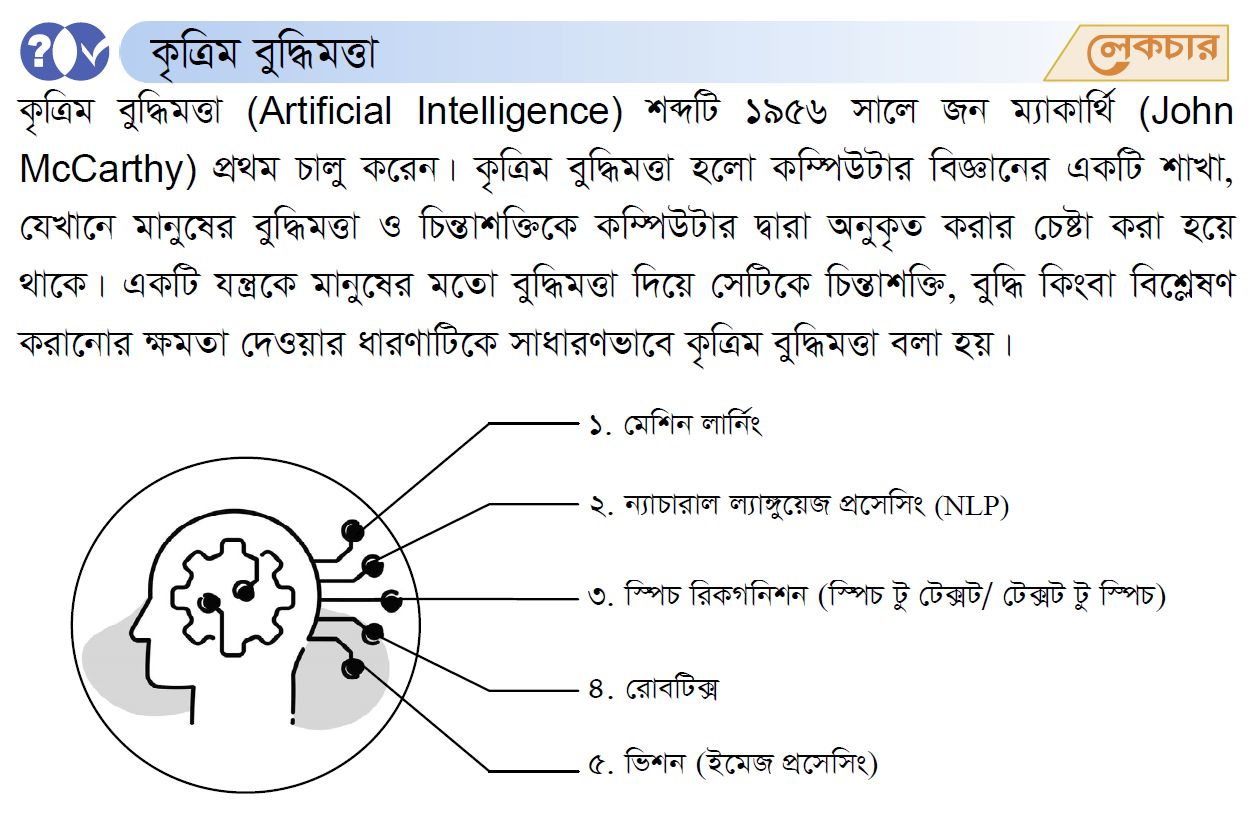 কৃত্রিম বুদ্ধিমত্তা
লেকচার
কৃত্রিম বুদ্ধিমত্তা (Artificial Intelligence) শব্দটি ১৯৫৬ সালে জন ম্যাকার্থি (John
McCarthy) প্রথম চালু করেন। কৃত্রিম বুদ্ধিমত্তা হলো কম্পিউটার বিজ্ঞানের একটি শাখা,
যেখানে মানুষের বুদ্ধিমত্তা ও চিন্তাশক্তিকে কম্পিউটার দ্বারা অনুকৃত করার চেষ্টা করা হয়ে
থাকে। একটি যন্ত্রকে মানুষের মতো বুদ্ধিমত্তা দিয়ে সেটিকে চিন্তাশক্তি, বুদ্ধি কিংবা বিশ্লেষণ
করানোর ক্ষমতা দেওয়ার ধারণাটিকে সাধারণভাবে কৃত্রিম বুদ্ধিমত্তা বলা হয়।
১. মেশিন লার্নিং
২. ন্যাচারাল ল্যাঙ্গুয়েজ প্রসেসিং (NLP)
৩. স্পিচ রিকগনিশন (স্পিচ টু টেক্সট/ টেক্সট টু স্পিচ)
৪. রোবটিক্স
৫. ভিশন (ইমেজ প্রসেসিং)